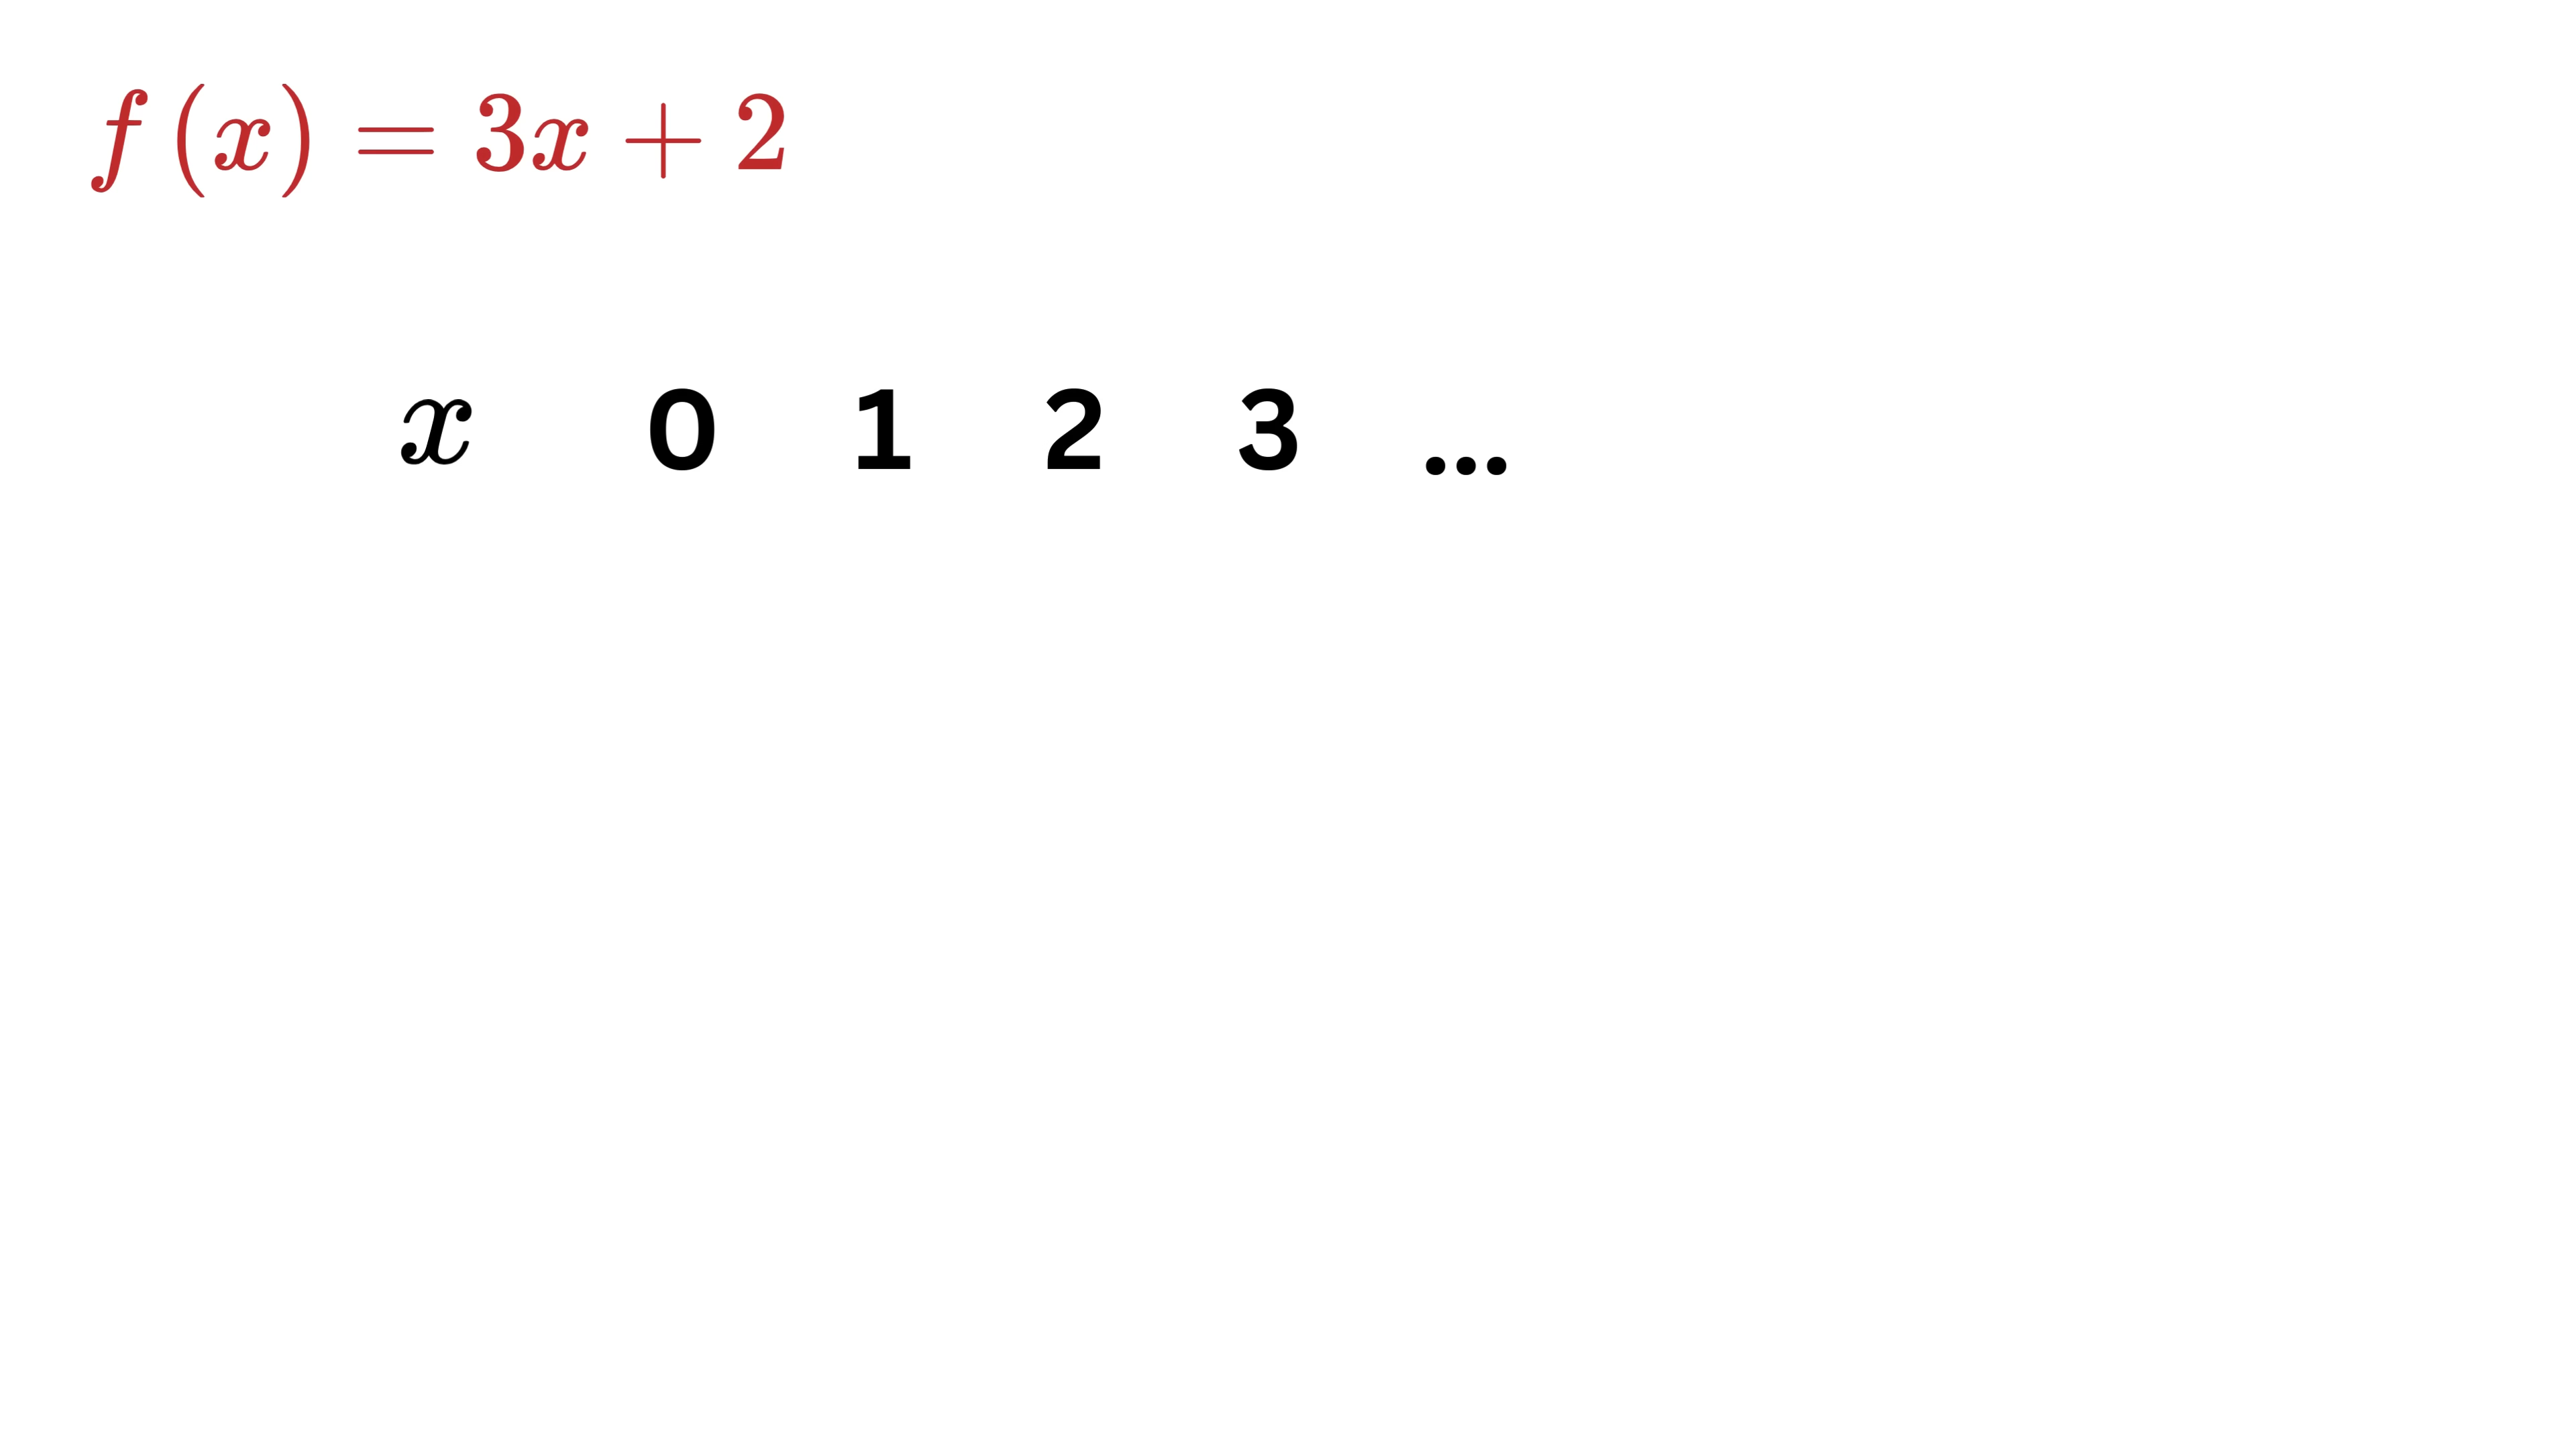 f(x) = 3x + 2
x 0 1 2 3 ...